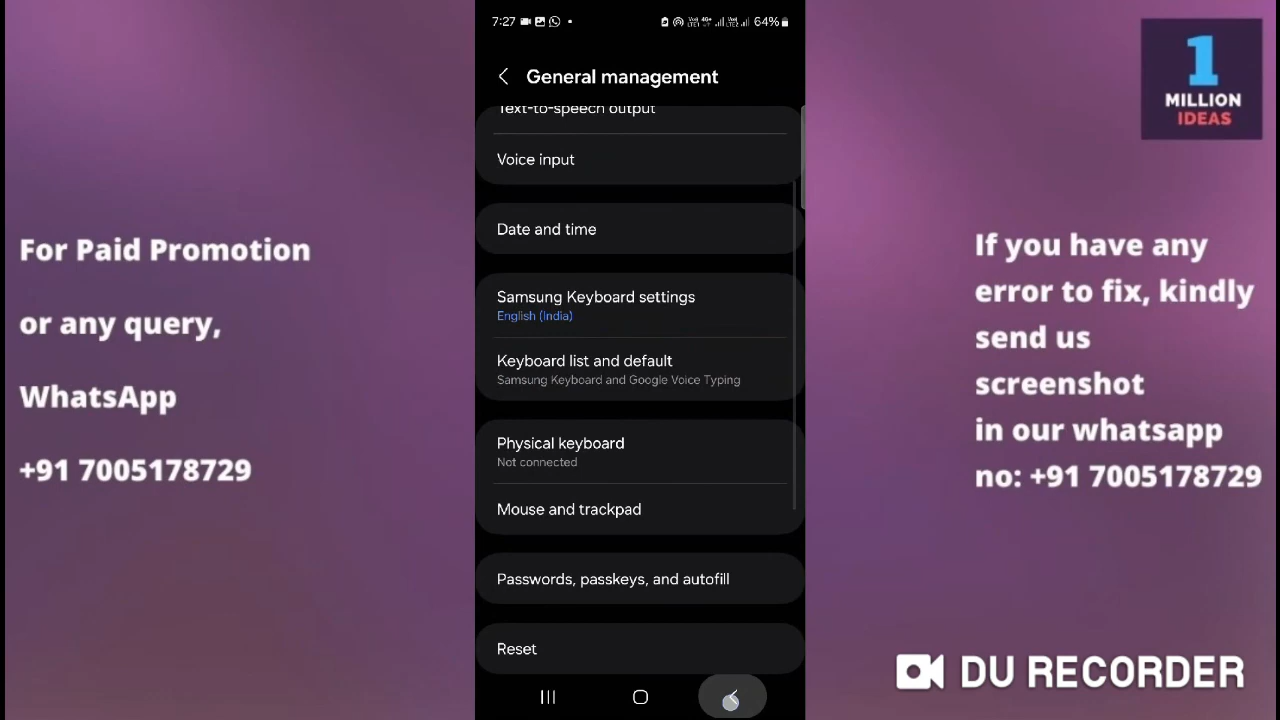 7:27
64%
1
MILLION
IDEAS
General management
Text-to-speech output
Voice input
Date and time
Samsung Keyboard settings
English (India)
Keyboard list and default
Samsung Keyboard and Google Voice Typing
Physical keyboard
Not connected
Mouse and trackpad
Passwords, passkeys, and autofill
Reset
For Paid Promotion
or any query,
WhatsApp
+91 7005178729
If you have any
error to fix, kindly
send us
screenshot
in our whatsapp
no: +91 7005178729
DU RECORDER